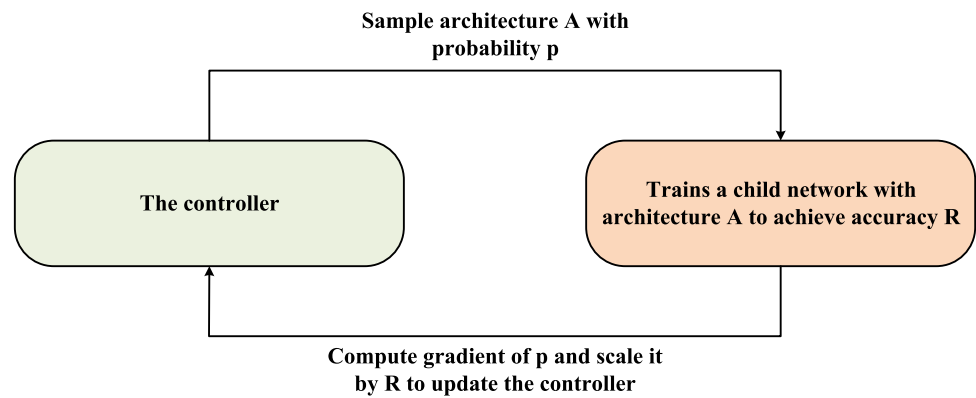 Sample architecture A with
probability p
The controller
Trains a child network with
architecture A to achieve accuracy R
Compute gradient of p and scale it
by R to update the controller